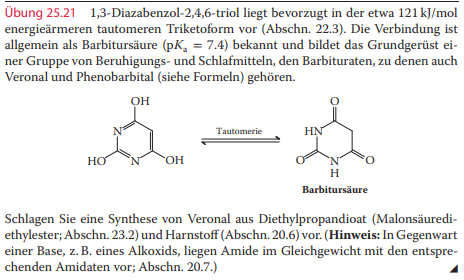 Übung 25.21 1,3-Diazabenzol-2,4,6-triol liegt bevorzugt in der etwa 121 kJ/mol
energieärmeren tautomeren Triketoform vor (Abschn. 22.3). Die Verbindung ist
allgemein als Barbitursäure (pKa = 7.4) bekannt und bildet das Grundgerüst ei-
ner Gruppe von Beruhigungs- und Schlafmitteln, den Barbituraten, zu denen auch
Veronal und Phenobarbital (siehe Formeln) gehören.
OH
N
HO
N
OH
Tautomerie
O
HN
O
N
H
O
Barbitursäure
Schlagen Sie eine Synthese von Veronal aus Diethylpropandioat (Malonsäuredi-
ethylester; Abschn. 23.2) und Harnstoff (Abschn. 20.6) vor. (Hinweis: In Gegenwart
einer Base, z. B. eines Alkoxids, liegen Amide im Gleichgewicht mit den entspre-
chenden Amidaten vor; Abschn. 20.7.)